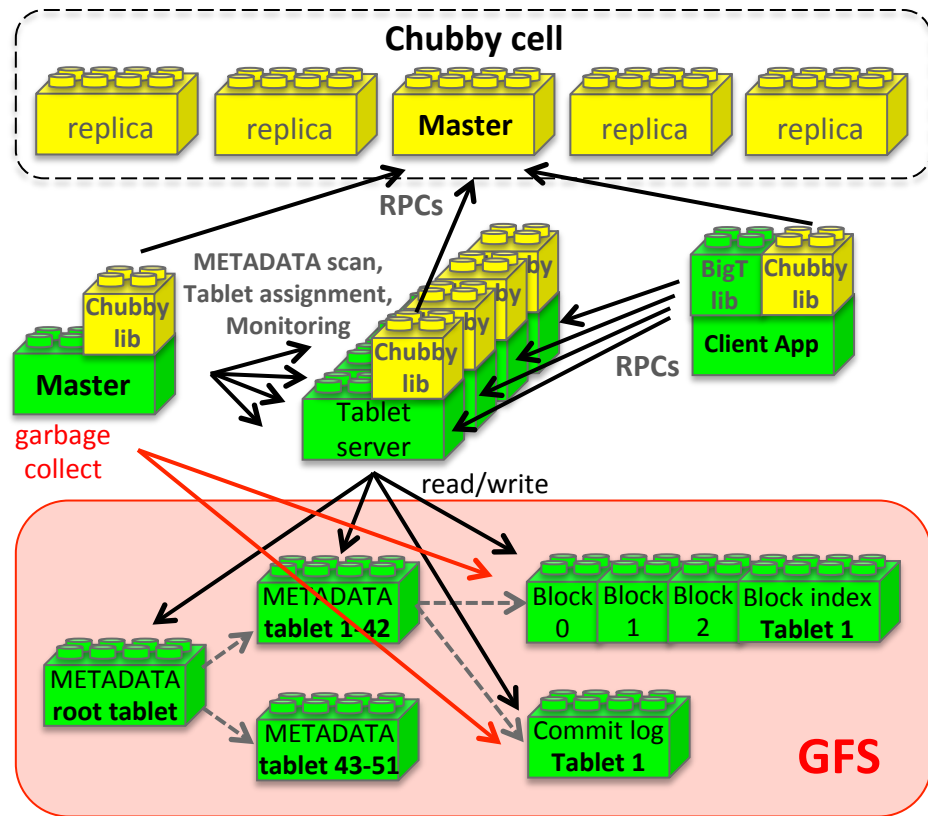 Chubby cell
replica
replica
Master
replica
replica
RPCs
METADATA scan,
Tablet assignment,
Monitoring
BigT
lib
Chubby
lib
Client App
Chubby
lib
Master
by
by
by
Chubby
lib
Tablet
server
RPCs
garbage
collect
read/write
METADATA
tablet 1-42
Block
0
Block
1
Block
2
Block index
Tablet 1
METADATA
root tablet
METADATA
tablet 43-51
Commit log
Tablet 1
GFS